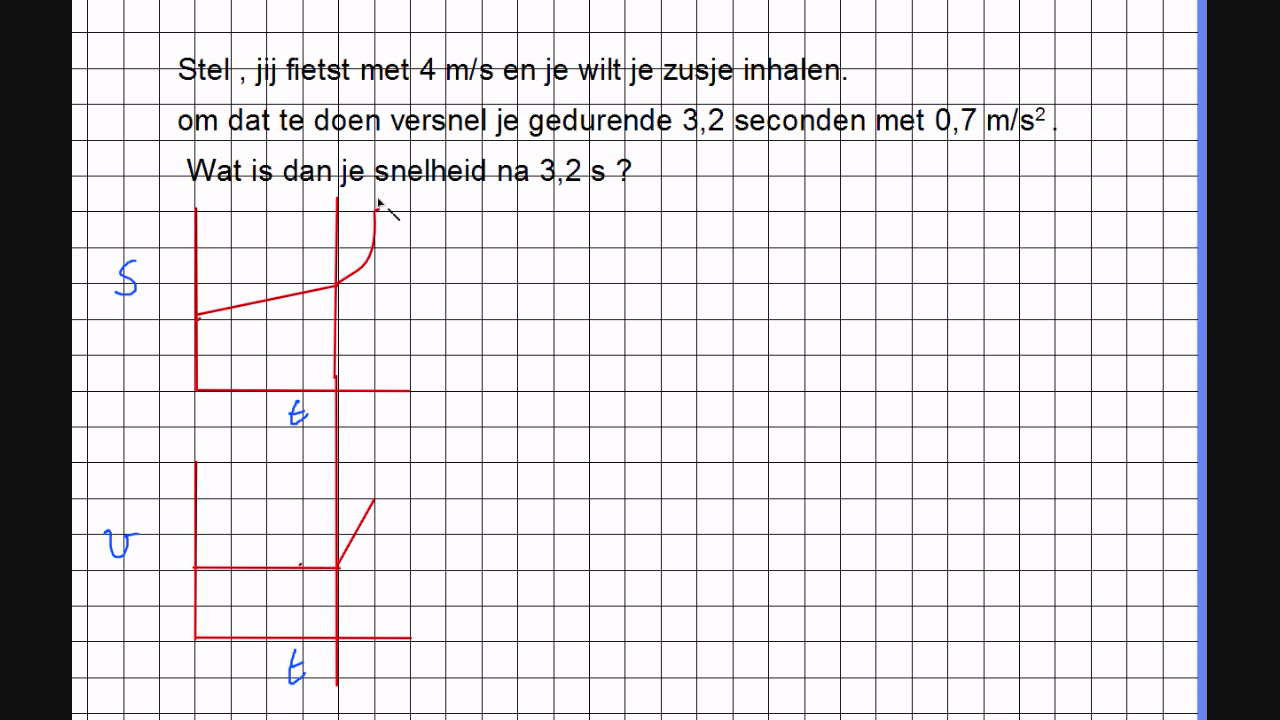 Stel , jij fietst met 4 m/s en je wilt je zusje inhalen.
om dat te doen versnel je gedurende 3,2 seconden met 0,7 m/s² .
Wat is dan je snelheid na 3,2 s ?
S
t
v
t